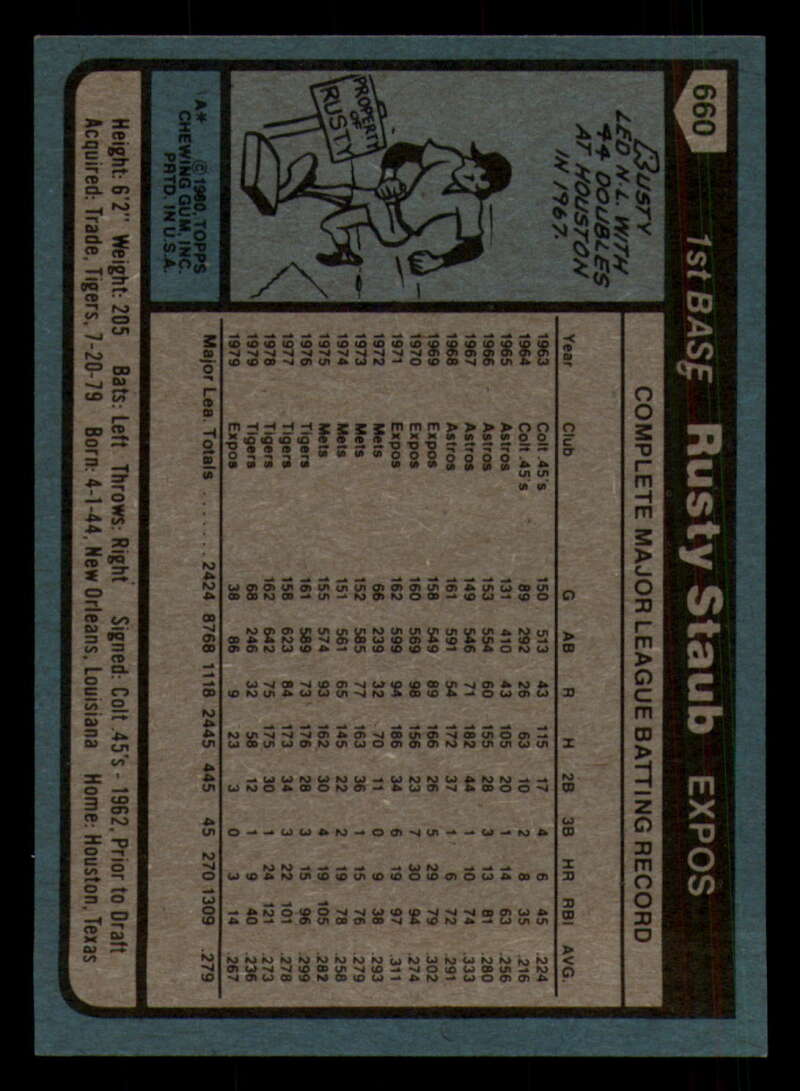 660
1st BASE Rusty Staub EXPOS
RUSTY
LED N.L. WITH
44 DOUBLES
AT HOUSTON
IN 1967.
PROPERTY
OF
RUSTY
A* © 1980, TOPPS
CHEWING GUM, INC.
PRTD. IN U.S.A.
COMPLETE MAJOR LEAGUE BATTING RECORD
Year Club G AB R H 2B 3B HR RBI AVG.
1963 Colt .45's 150 513 43 115 17 4 6 45 .224
1964 Colt .45's 89 292 26 63 10 2 8 35 .216
1965 Astros 131 410 43 105 20 1 14 63 .256
1966 Astros 153 554 60 155 28 3 13 81 .280
1967 Astros 149 546 71 182 44 1 10 74 .333
1968 Astros 161 591 54 172 37 1 6 72 .291
1969 Expos 158 549 89 166 26 5 29 79 .302
1970 Expos 160 569 98 156 23 7 30 94 .274
1971 Expos 162 599 94 186 34 6 19 97 .311
1972 Mets 66 239 32 70 11 0 9 38 .293
1973 Mets 152 585 77 163 36 1 15 76 .279
1974 Mets 151 561 65 145 22 2 19 78 .258
1975 Mets 155 574 93 162 30 4 19 105 .282
1976 Tigers 161 589 73 176 28 3 15 96 .299
1977 Tigers 158 623 84 173 34 3 22 101 .278
1978 Tigers 162 642 75 175 30 1 24 121 .273
1979 Tigers 68 246 32 58 12 1 9 40 .236
1979 Expos 38 86 9 23 3 0 3 14 .267
Major Lea. Totals ....... 2424 8768 1118 2445 445 45 270 1309 .279
Height: 6'2" Weight: 205 Bats: Left Throws: Right Signed: Colt .45's - 1962, Prior to Draft
Acquired: Trade, Tigers, 7-20-79 Born: 4-1-44, New Orleans, Louisiana Home: Houston, Texas